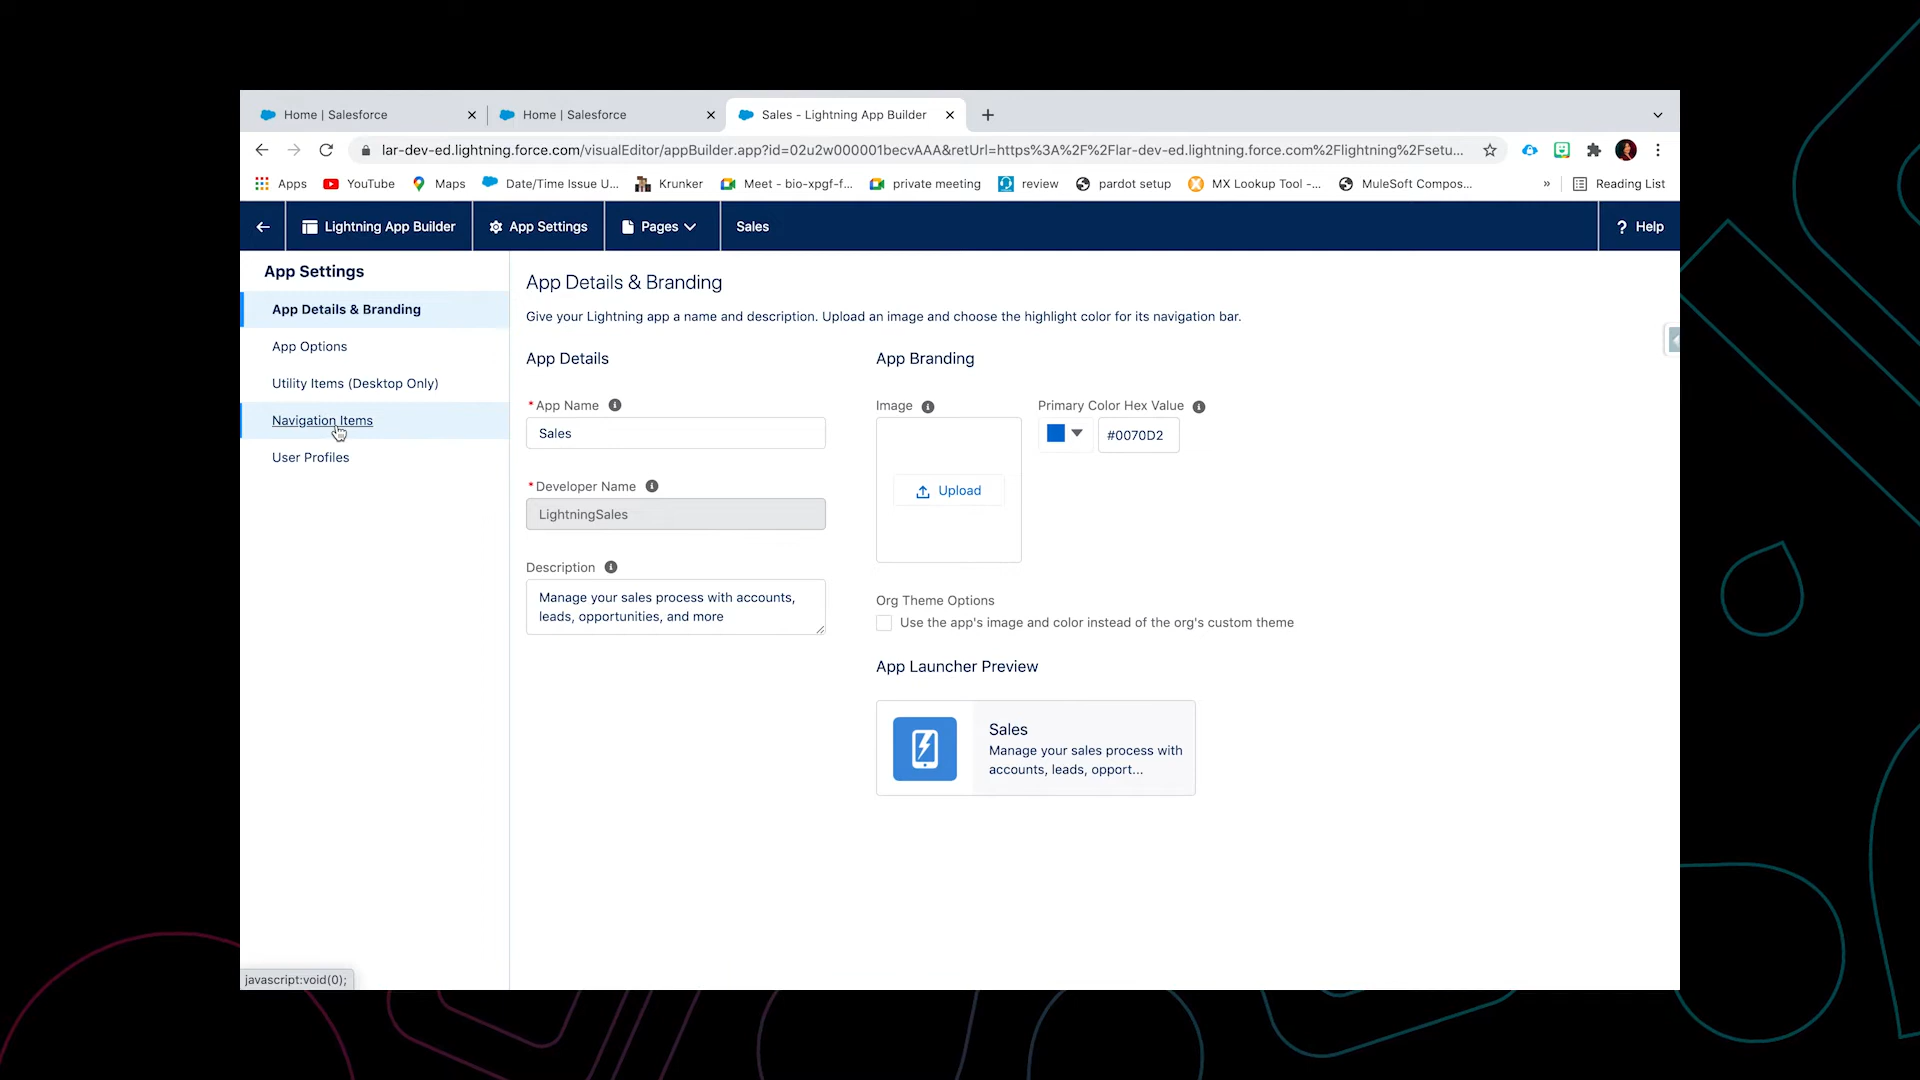 Home | Salesforce
Home | Salesforce
Sales - Lightning App Builder
lar-dev-ed.lightning.force.com/visualEditor/appBuilder.app?id=02u2w000001becvAAA&retUrl=https%3A%2F%2Flar-dev-ed.lightning.force.com%2Flightning%2Fsetu...
Apps YouTube Maps Date/Time Issue U... Krunker Meet - bio-xpgf-f... private meeting review pardot setup MX Lookup Tool -... MuleSoft Compos... » Reading List
Lightning App Builder App Settings Pages Sales ? Help
App Settings
App Details & Branding
App Options
Utility Items (Desktop Only)
Navigation Items
User Profiles
App Details & Branding
Give your Lightning app a name and description. Upload an image and choose the highlight color for its navigation bar.
App Details
*App Name
Sales
*Developer Name
LightningSales
Description
Manage your sales process with accounts,
leads, opportunities, and more
App Branding
Image Primary Color Hex Value
#0070D2
Upload
Org Theme Options
Use the app's image and color instead of the org's custom theme
App Launcher Preview
Sales
Manage your sales process with
accounts, leads, opport...
javascript:void(0);